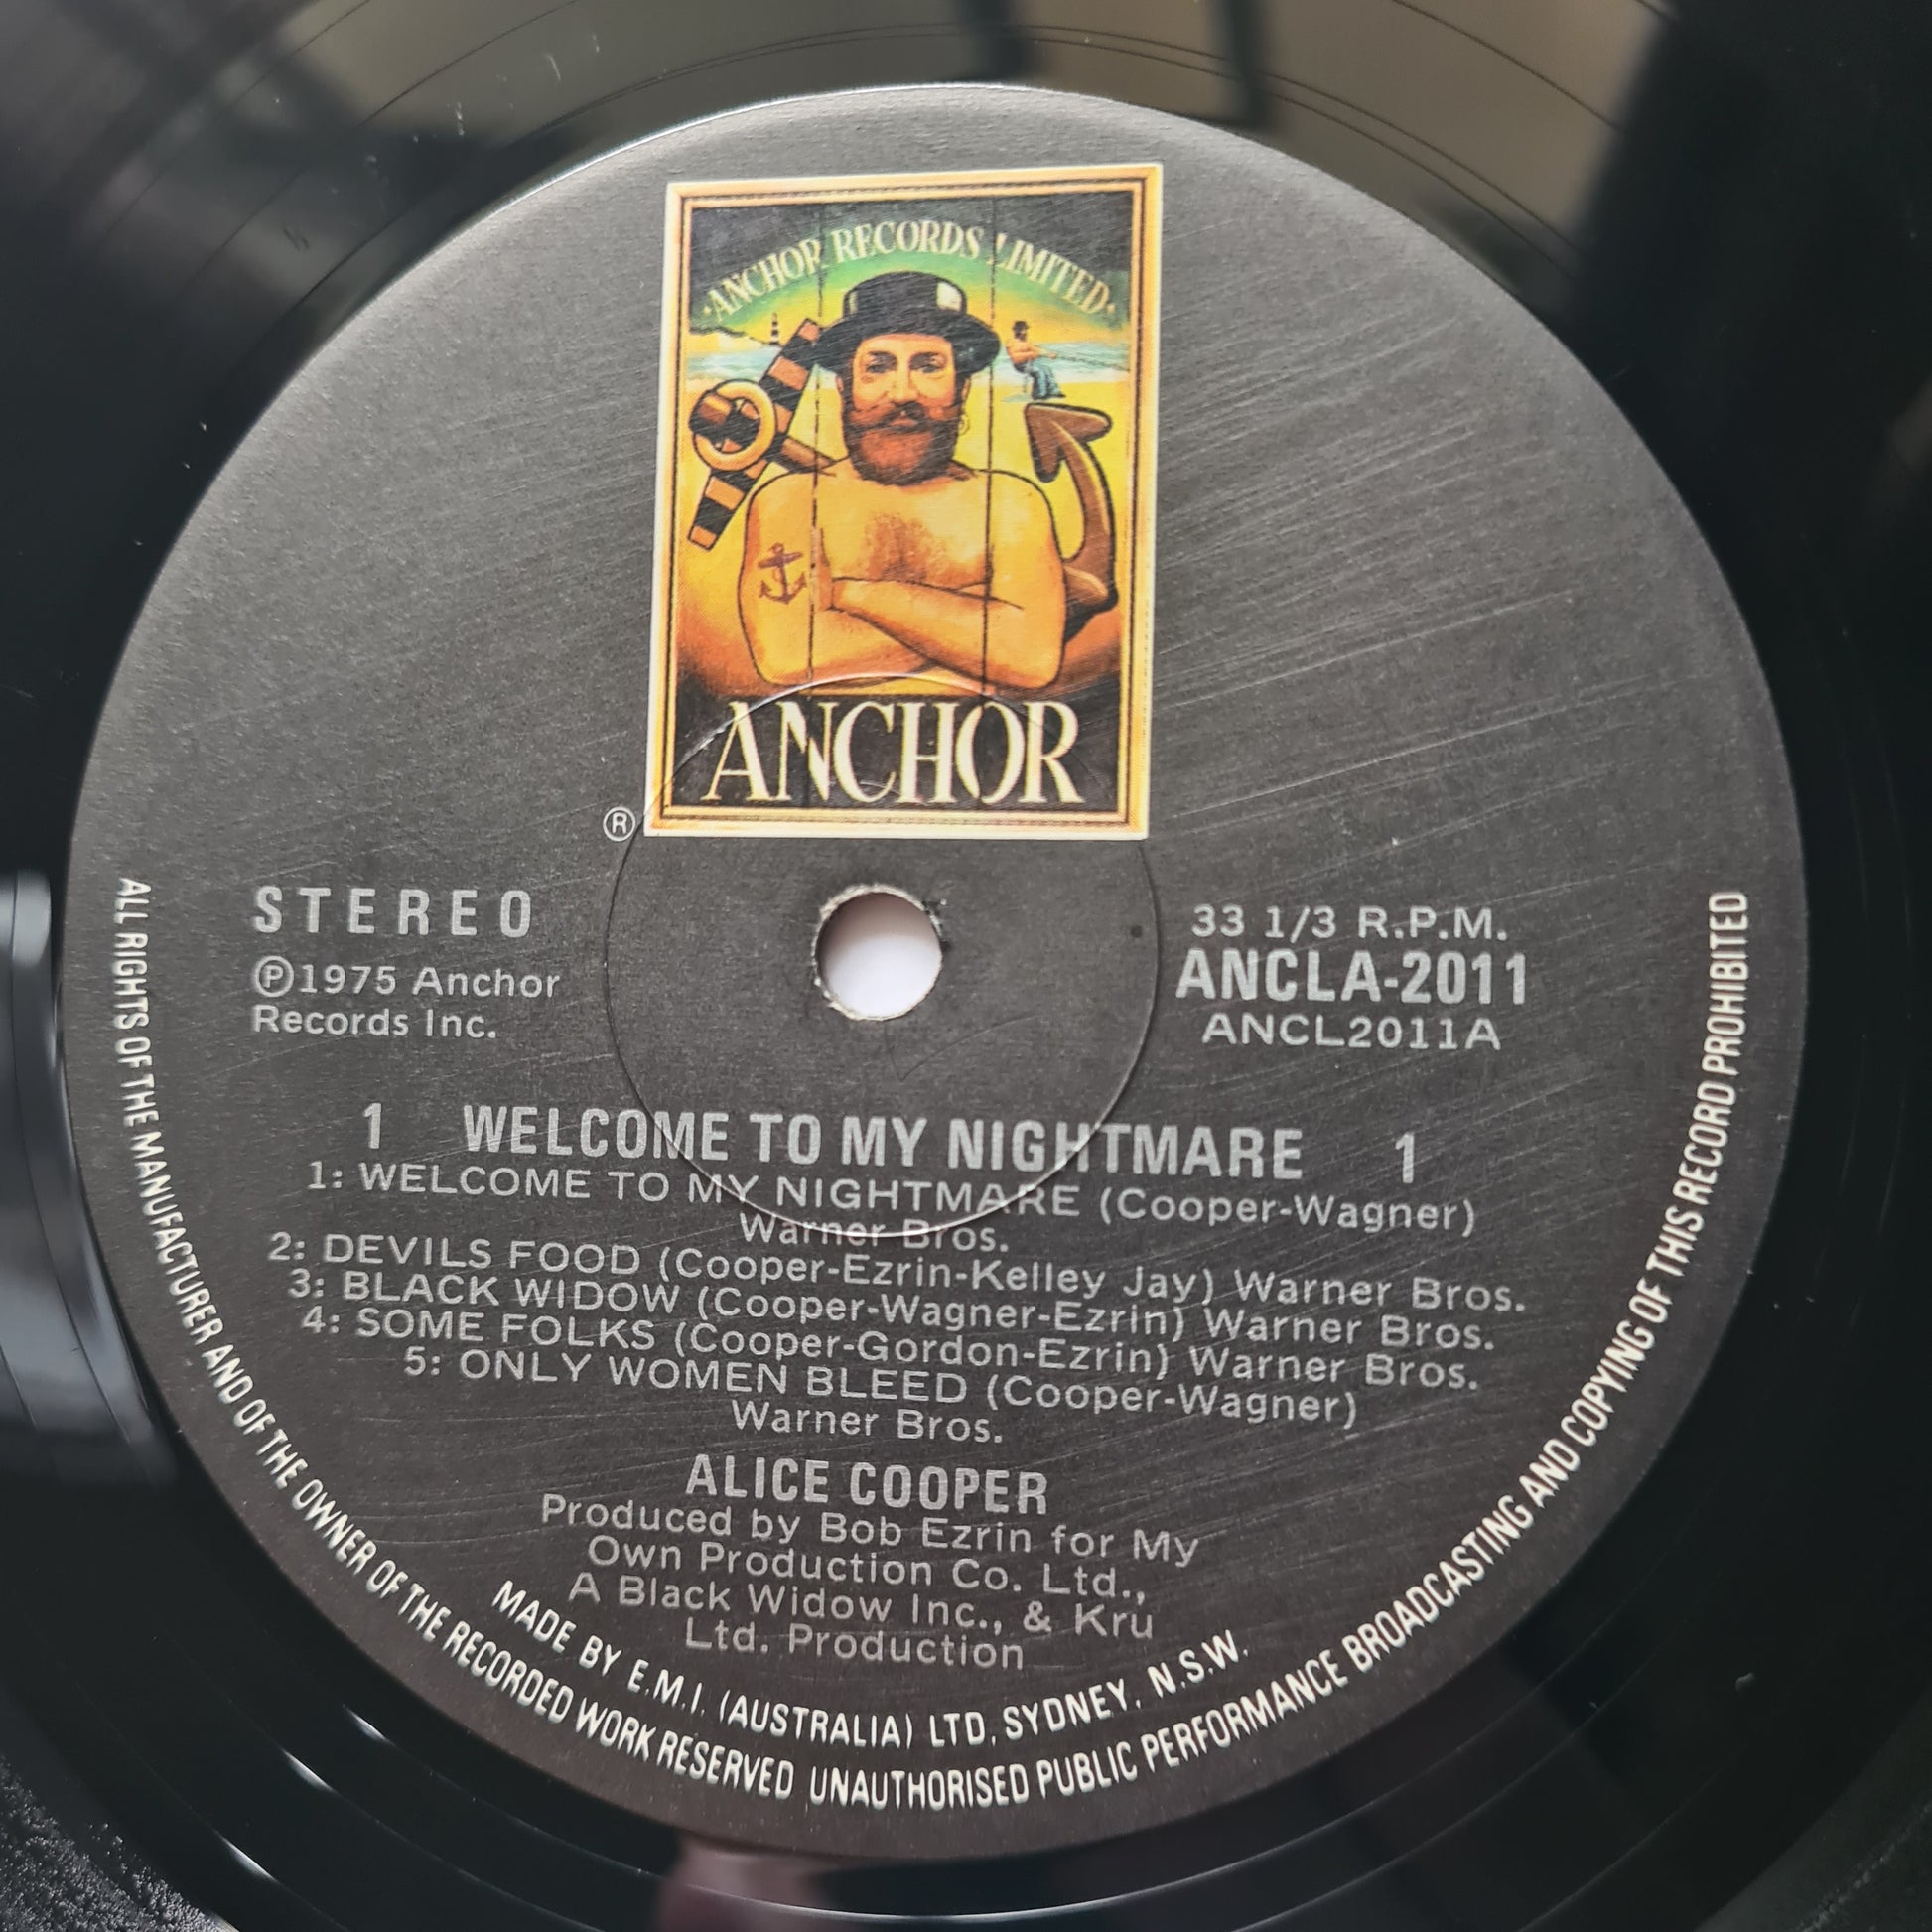 ·ANCHOR RECORDS LIMITED·
ANCHOR
®
STEREO
Ⓟ1975 Anchor
Records Inc.
33 1/3 R.P.M.
ANCLA-2011
ANCL2011A
1 WELCOME TO MY NIGHTMARE 1
1: WELCOME TO MY NIGHTMARE (Cooper-Wagner)
Warner Bros.
2: DEVILS FOOD (Cooper-Ezrin-Kelley Jay) Warner Bros.
3: BLACK WIDOW (Cooper-Wagner-Ezrin) Warner Bros.
4: SOME FOLKS (Cooper-Gordon-Ezrin) Warner Bros.
5: ONLY WOMEN BLEED (Cooper-Wagner)
Warner Bros.
ALICE COOPER
Produced by Bob Ezrin for My
Own Production Co. Ltd.,
A Black Widow Inc., & Kru
Ltd. Production
MADE BY E.M.I. (AUSTRALIA) LTD. SYDNEY. N.S.W.
ALL RIGHTS OF THE MANUFACTURER AND OF THE OWNER OF THE RECORDED WORK RESERVED UNAUTHORISED PUBLIC PERFORMANCE BROADCASTING AND COPYING OF THIS RECORD PROHIBITED